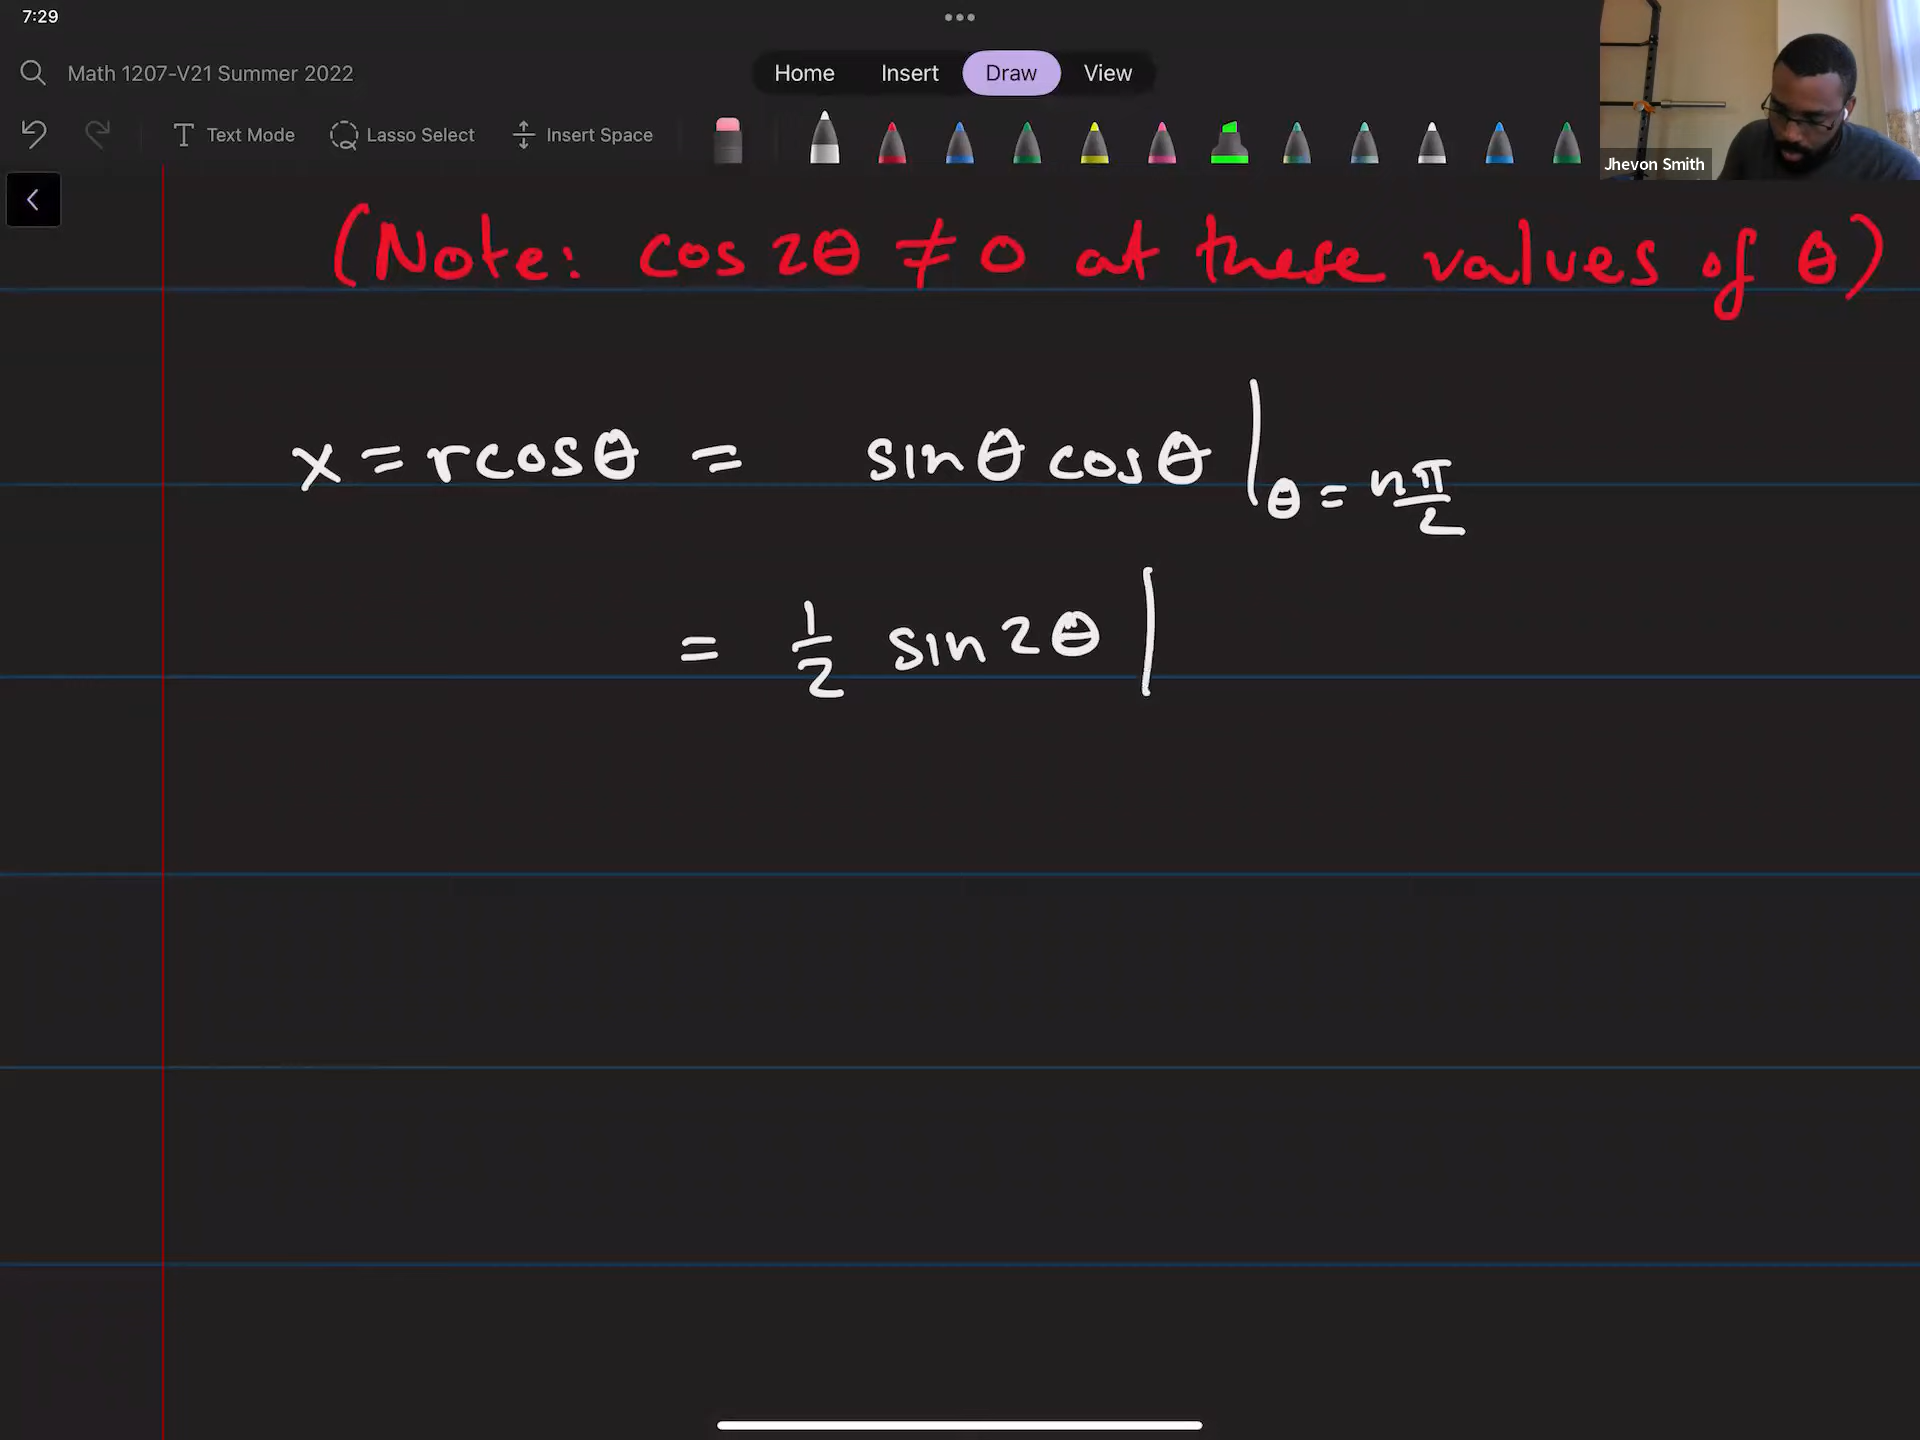 7:29
Math 1207-V21 Summer 2022
Home Insert Draw View
Text Mode Lasso Select Insert Space
Jhevon Smith
(Note: cos 2θ ≠ 0 at these values of θ)
x = rcosθ = sinθ cosθ |θ = nπ/2
= 1/2 sin 2θ |